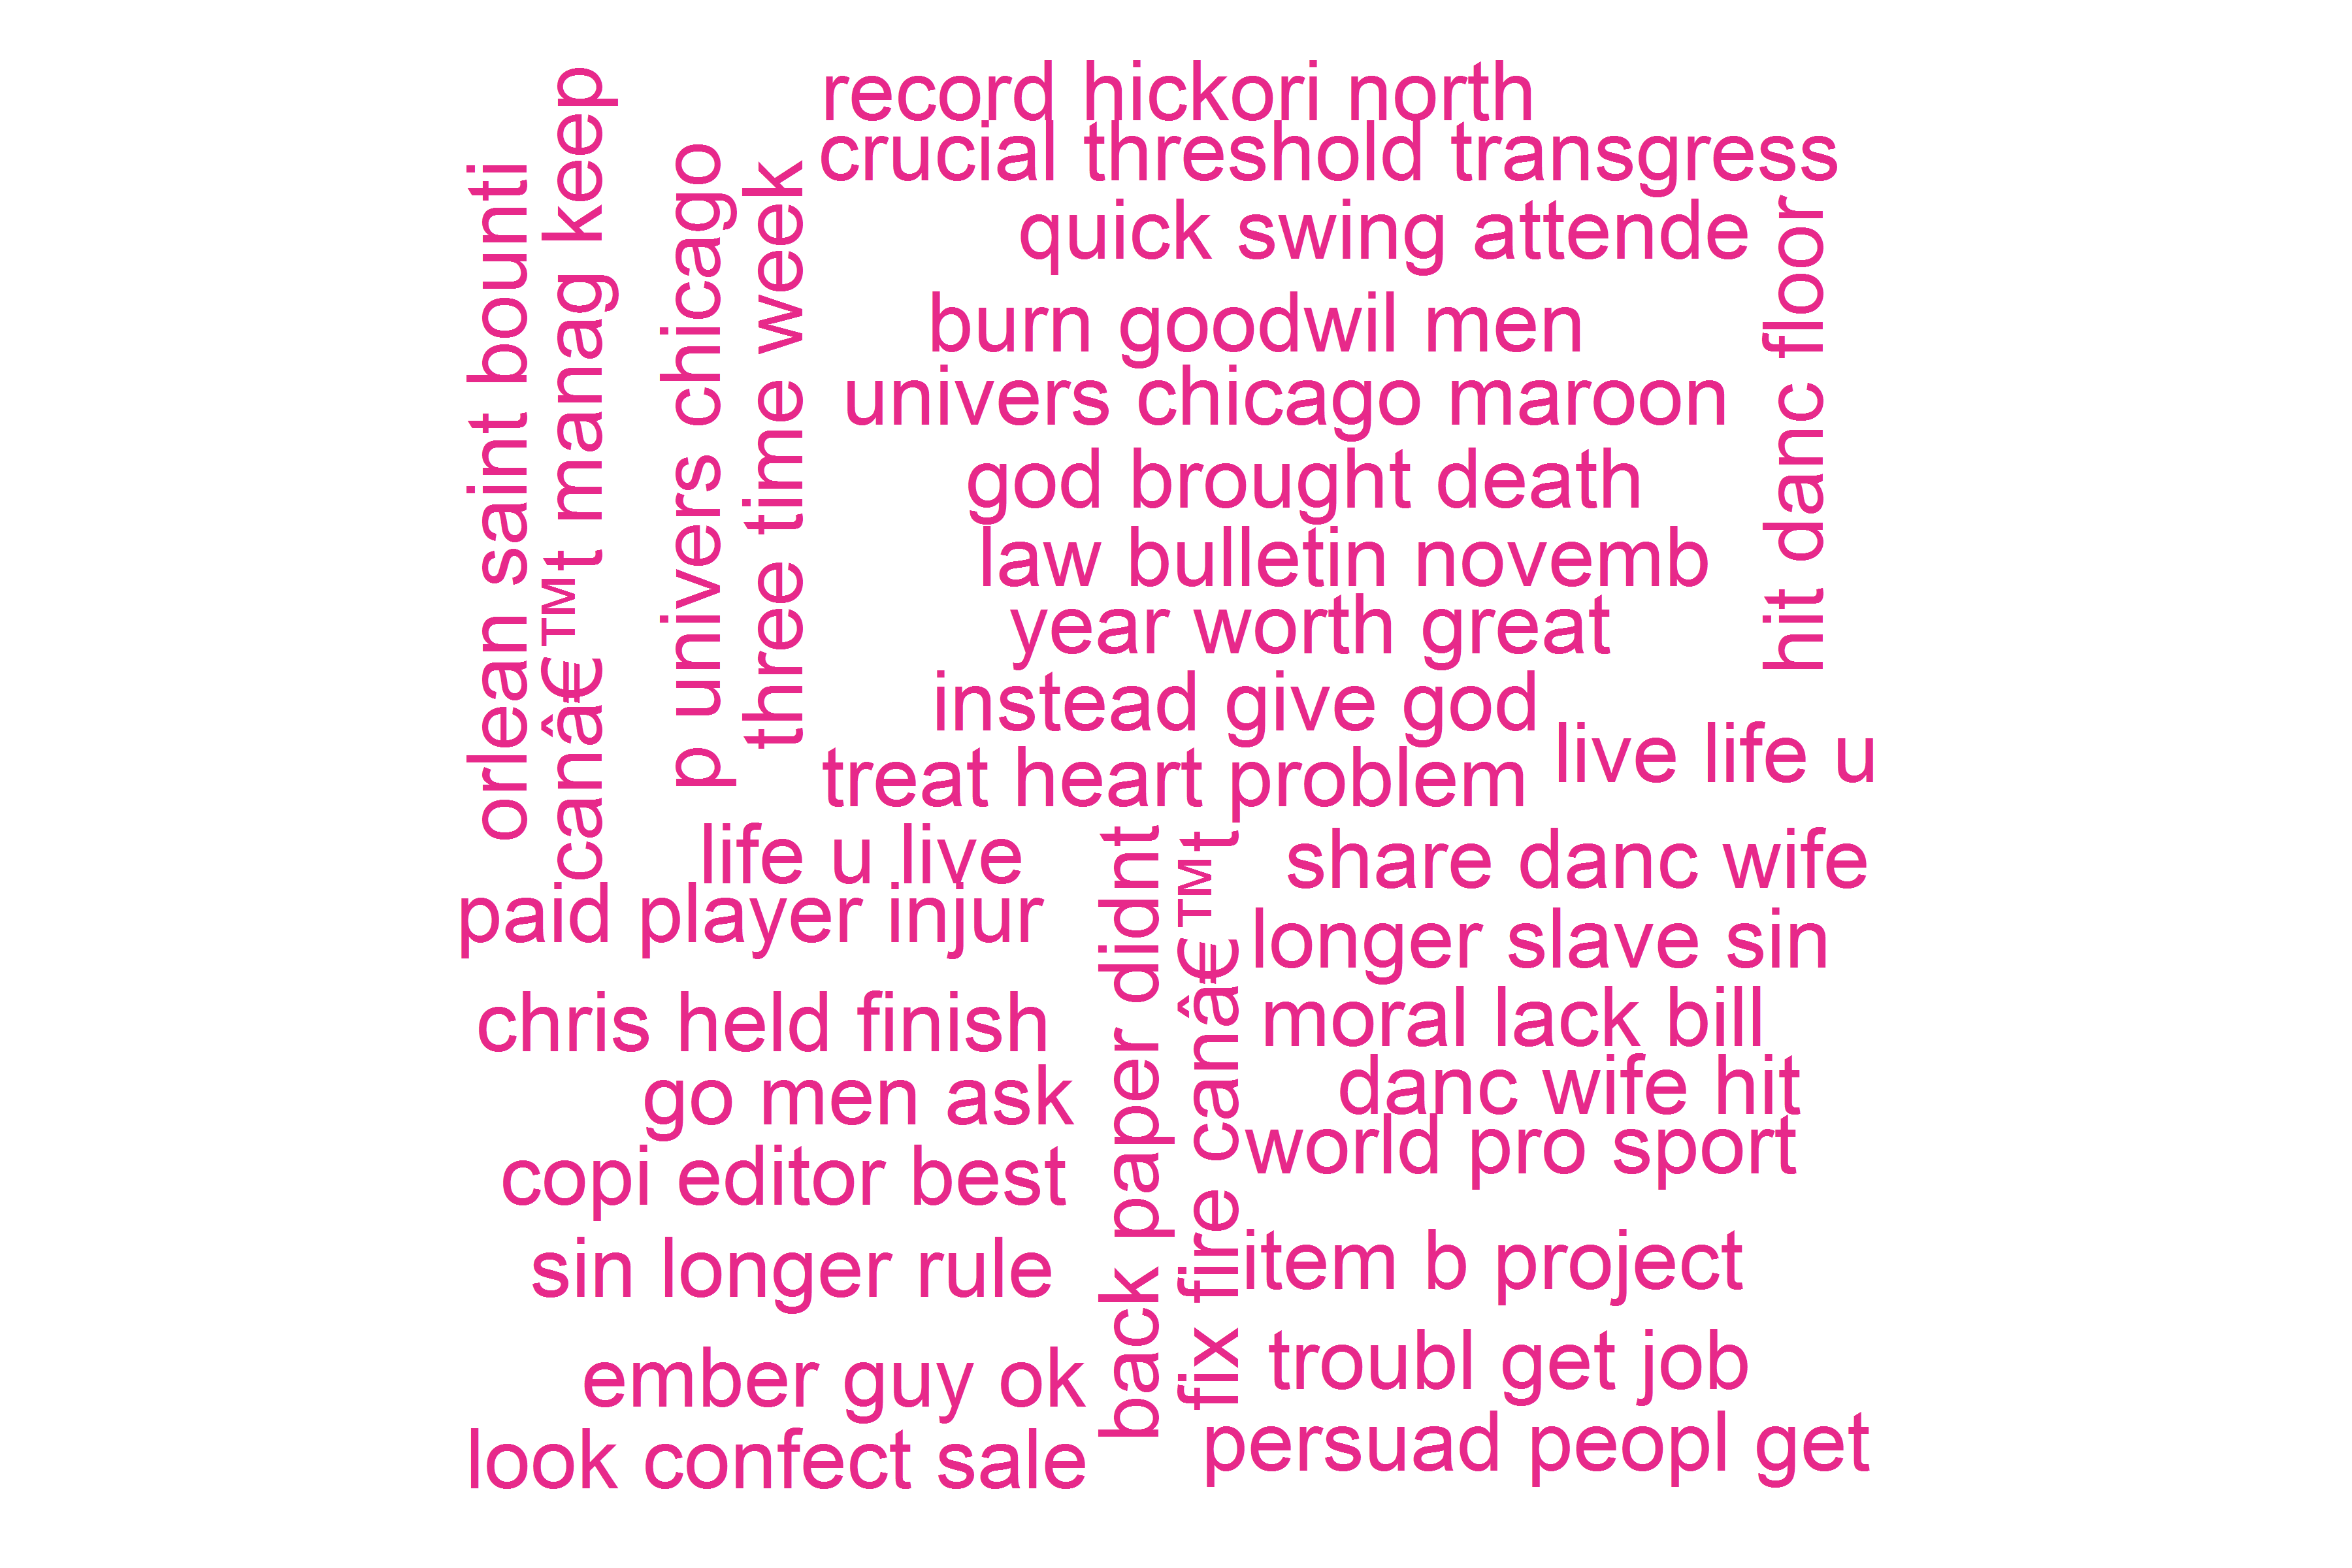 record hickori north
crucial threshold transgress
quick swing attende
burn goodwil men
univers chicago maroon
god brought death
law bulletin novemb
year worth great
instead give god
treat heart problem
live life u
orlean saint bounti
canâ€™t manag keep
p univers chicago
three time week
hit danc floor
life u live
paid player injur
chris held finish
go men ask
copi editor best
sin longer rule
ember guy ok
look confect sale
back paper didnt
fix fire canâ€™t
share danc wife
longer slave sin
moral lack bill
danc wife hit
world pro sport
item b project
troubl get job
persuad peopl get